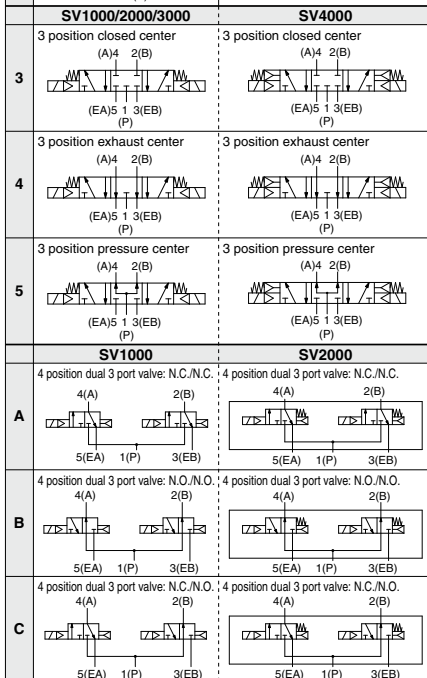 SV1000/2000/3000 SV4000
3
3 position closed center
(A)4 2(B)
(EA)5 1 3(EB)
(P)
3 position closed center
(A)4 2(B)
(EA)5 1 3(EB)
(P)
4
3 position exhaust center
(A)4 2(B)
(EA)5 1 3(EB)
(P)
3 position exhaust center
(A)4 2(B)
(EA)5 1 3(EB)
(P)
5
3 position pressure center
(A)4 2(B)
(EA)5 1 3(EB)
(P)
3 position pressure center
(A)4 2(B)
(EA)5 1 3(EB)
(P)
SV1000 SV2000
A
4 position dual 3 port valve: N.C./N.C.
4(A) 2(B)
5(EA) 1(P) 3(EB)
4 position dual 3 port valve: N.C./N.C.
4(A) 2(B)
5(EA) 1(P) 3(EB)
B
4 position dual 3 port valve: N.O./N.O.
4(A) 2(B)
5(EA) 1(P) 3(EB)
4 position dual 3 port valve: N.O./N.O.
4(A) 2(B)
5(EA) 1(P) 3(EB)
C
4 position dual 3 port valve: N.C./N.O.
4(A) 2(B)
5(EA) 1(P) 3(EB)
4 position dual 3 port valve: N.C./N.O.
4(A) 2(B)
5(EA) 1(P) 3(EB)